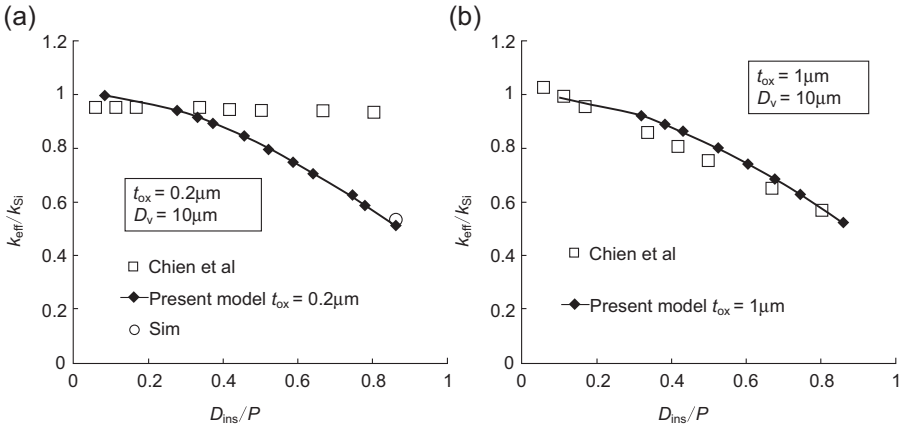 (a)
1.2
1
0.8
0.6
0.4
0.2
0
k_eff/k_Si
t_ox = 0.2μm
D_v = 10μm
Chien et al
Present model t_ox = 0.2μm
Sim
0 0.2 0.4 0.6 0.8 1
D_ins/P
(b)
1.2
1
0.8
0.6
0.4
0.2
0
k_eff/k_Si
t_ox = 1μm
D_v = 10μm
Chien et al
Present model t_ox = 1μm
0 0.2 0.4 0.6 0.8 1
D_ins/P